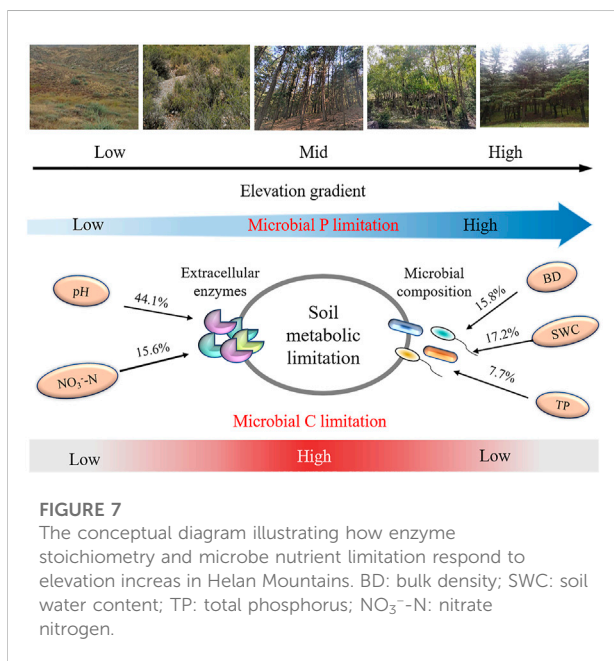 Low Mid High
Elevation gradient
Low Microbial P limitation High
pH
44.1%
Extracellular
enzymes
15.6%
NO₃⁻-N
Soil
metabolic
limitation
Microbial
composition
BD
15.8%
SWC
17.2%
7.7%
TP
Microbial C limitation
Low High Low
FIGURE 7
The conceptual diagram illustrating how enzyme
stoichiometry and microbe nutrient limitation respond to
elevation increas in Helan Mountains. BD: bulk density; SWC: soil
water content; TP: total phosphorus; NO₃⁻-N: nitrate
nitrogen.